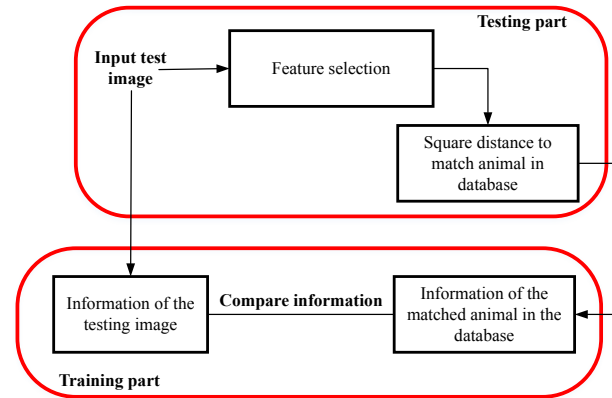 Testing part
Input test
image
Feature selection
Square distance to
match animal in
database
Information of the
testing image
Compare information
Information of the
matched animal in the
database
Training part